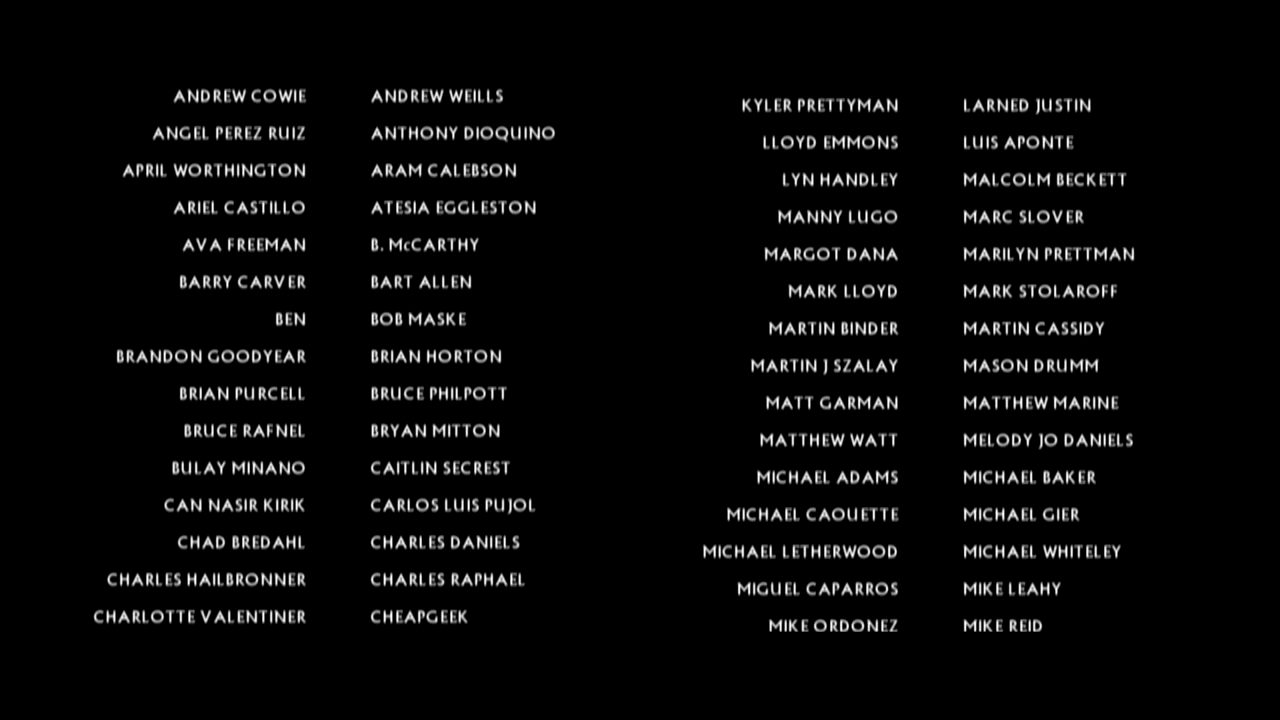 ANDREW COWIE ANDREW WEILLS
ANGEL PEREZ RUIZ ANTHONY DIOQUINO
APRIL WORTHINGTON ARAM CALEBSON
ARIEL CASTILLO ATESIA EGGLESTON
AVA FREEMAN B. McCARTHY
BARRY CARVER BART ALLEN
BEN BOB MASKE
BRANDON GOODYEAR BRIAN HORTON
BRIAN PURCELL BRUCE PHILPOTT
BRUCE RAFNEL BRYAN MITTON
BULAY MINANO CAITLIN SECREST
CAN NASIR KIRIK CARLOS LUIS PUJOL
CHAD BREDAHL CHARLES DANIELS
CHARLES HAILBRONNER CHARLES RAPHAEL
CHARLOTTE VALENTINER CHEAPGEEK
KYLER PRETTYMAN LARNED JUSTIN
LLOYD EMMONS LUIS APONTE
LYN HANDLEY MALCOLM BECKETT
MANNY LUGO MARC SLOVER
MARGOT DANA MARILYN PRETTMAN
MARK LLOYD MARK STOLAROFF
MARTIN BINDER MARTIN CASSIDY
MARTIN J SZALAY MASON DRUMM
MATT GARMAN MATTHEW MARINE
MATTHEW WATT MELODY JO DANIELS
MICHAEL ADAMS MICHAEL BAKER
MICHAEL CAOUETTE MICHAEL GIER
MICHAEL LETHERWOOD MICHAEL WHITELEY
MIGUEL CAPARROS MIKE LEAHY
MIKE ORDONEZ MIKE REID